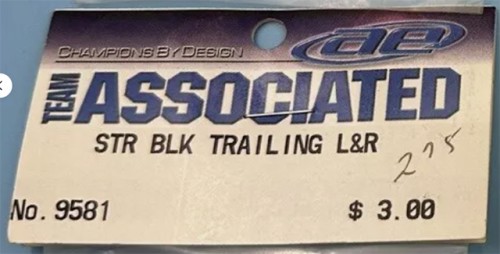 CHAMPIONS BY DESIGN
ae
TEAM ASSOCIATED
STR BLK TRAILING L&R
275
No. 9581
$ 3.00